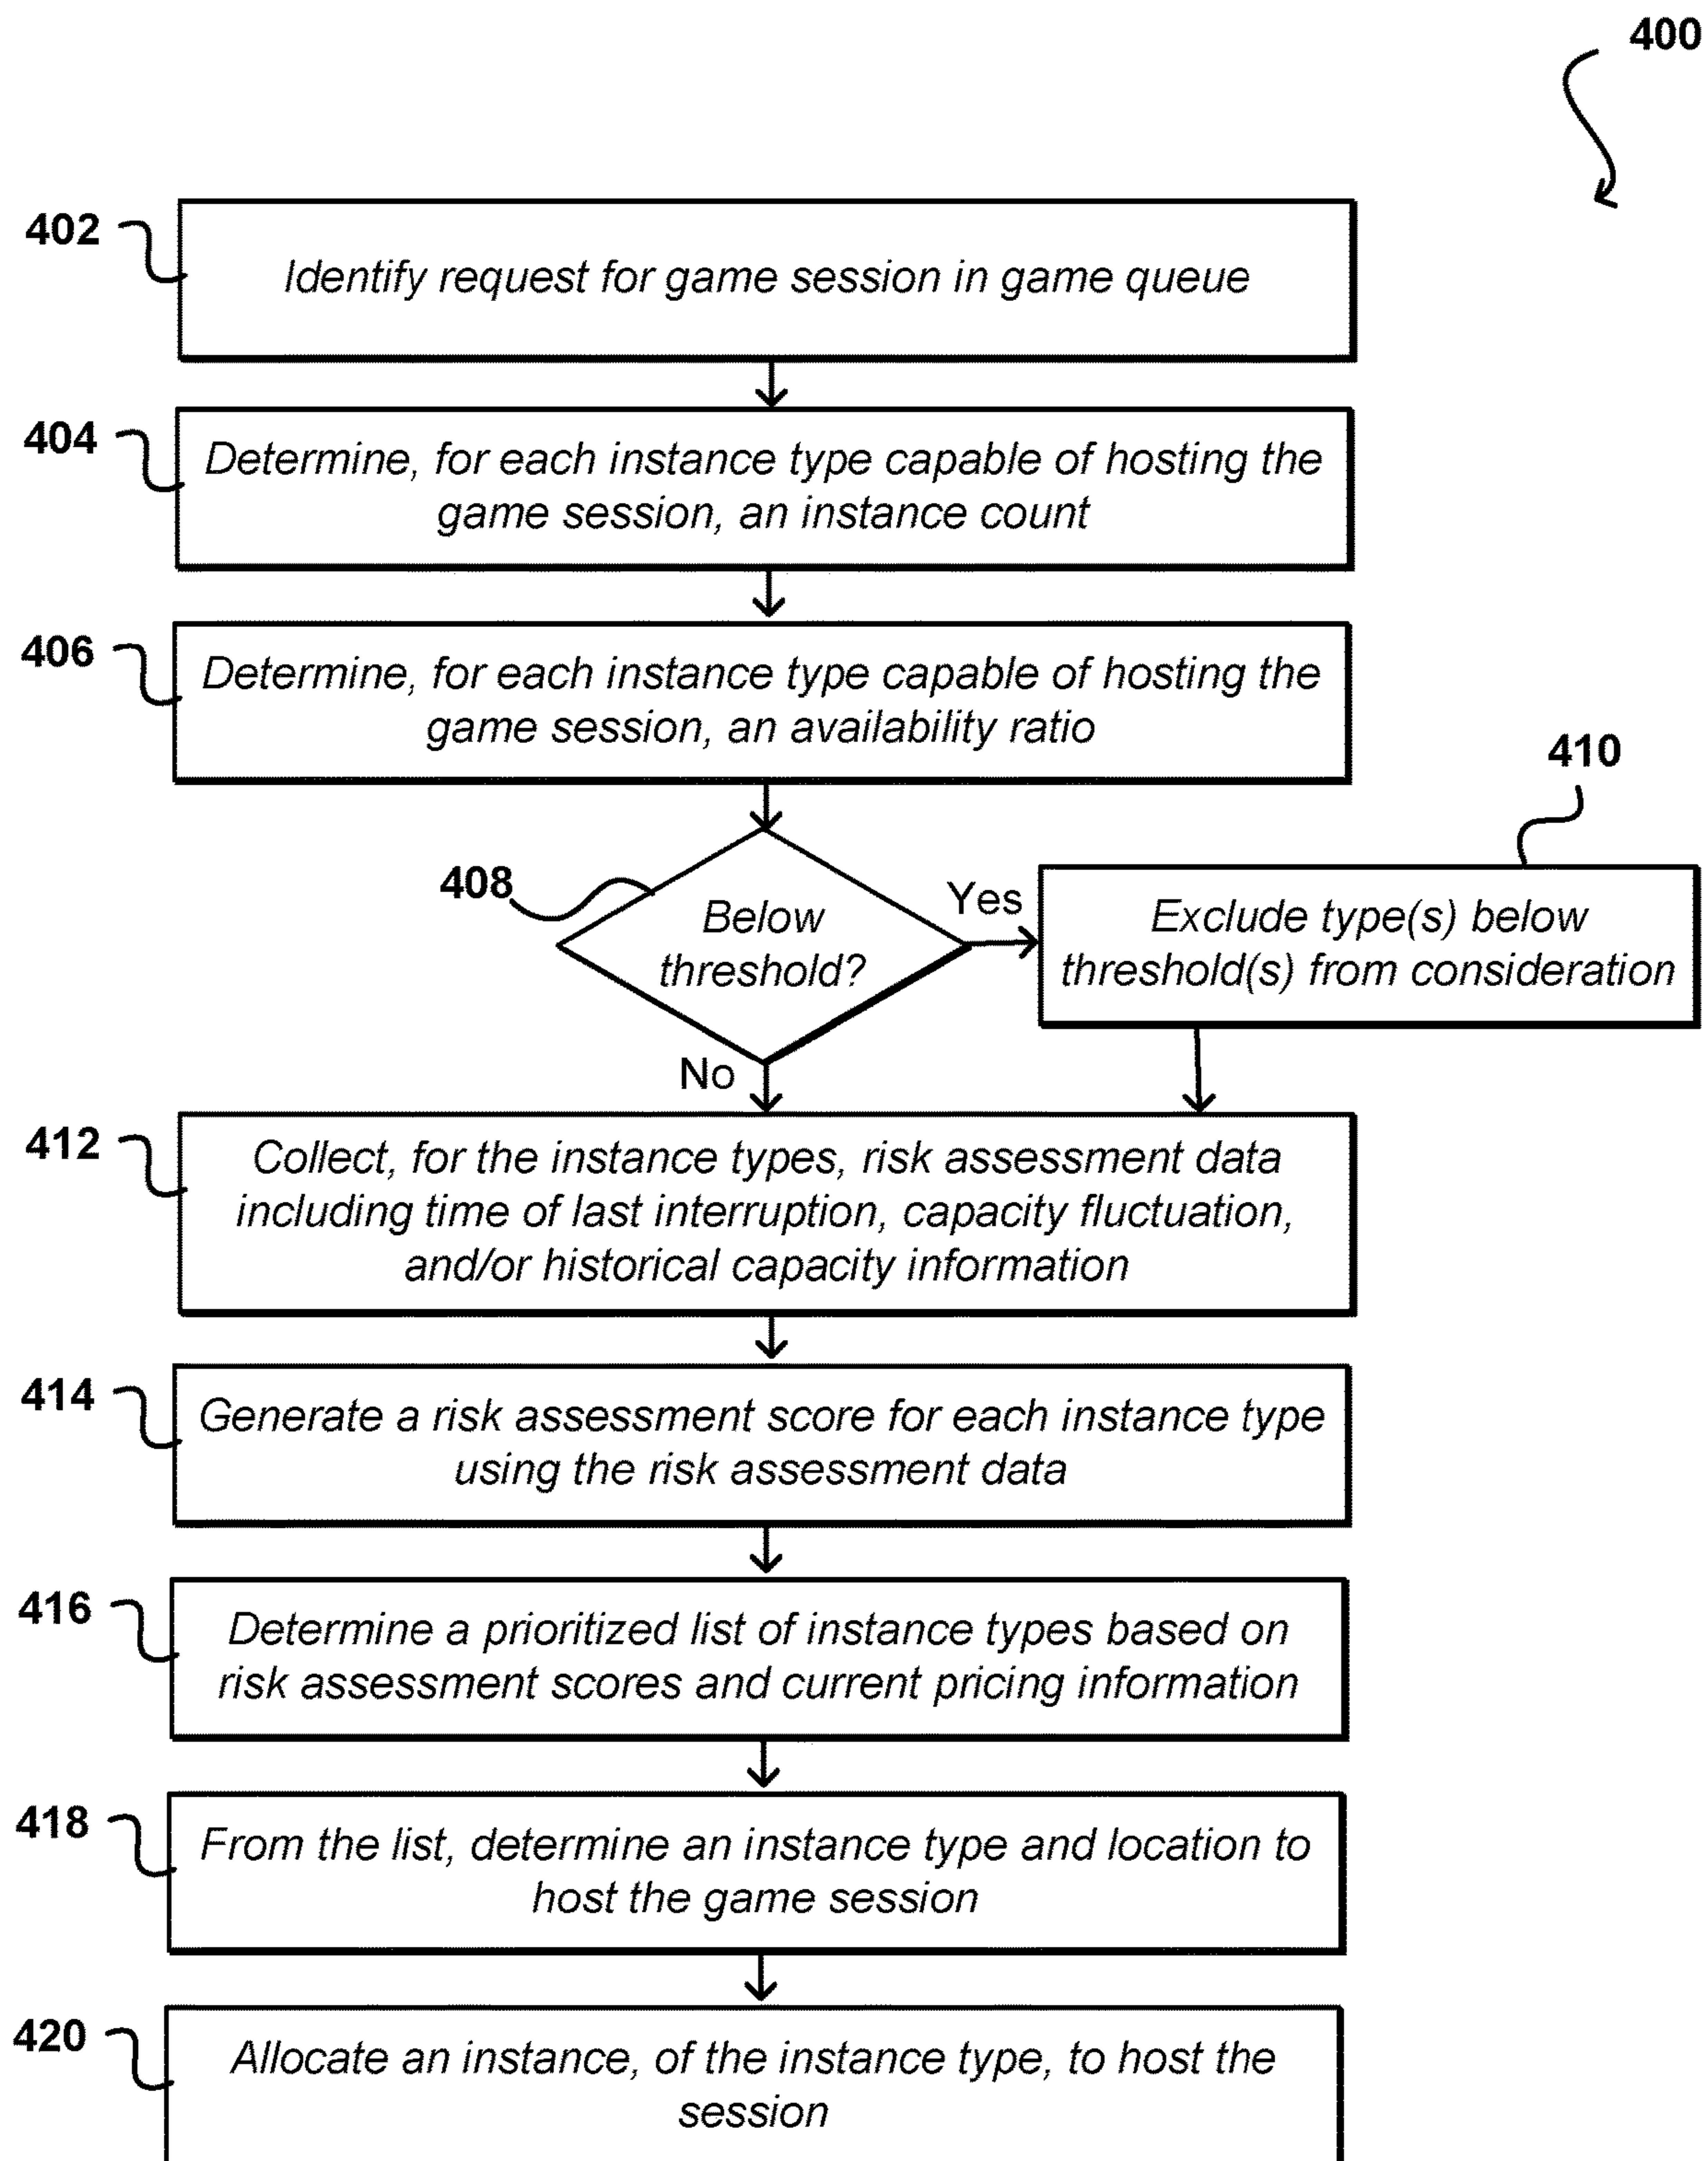 400
402
Identify request for game session in game queue
404
Determine, for each instance type capable of hosting the
game session, an instance count
406
Determine, for each instance type capable of hosting the
game session, an availability ratio
410
408
Below
threshold?
Yes
Exclude type(s) below
threshold(s) from consideration
No
412
Collect, for the instance types, risk assessment data
including time of last interruption, capacity fluctuation,
and/or historical capacity information
414
Generate a risk assessment score for each instance type
using the risk assessment data
416
Determine a prioritized list of instance types based on
risk assessment scores and current pricing information
418
From the list, determine an instance type and location to
host the game session
420
Allocate an instance, of the instance type, to host the
session